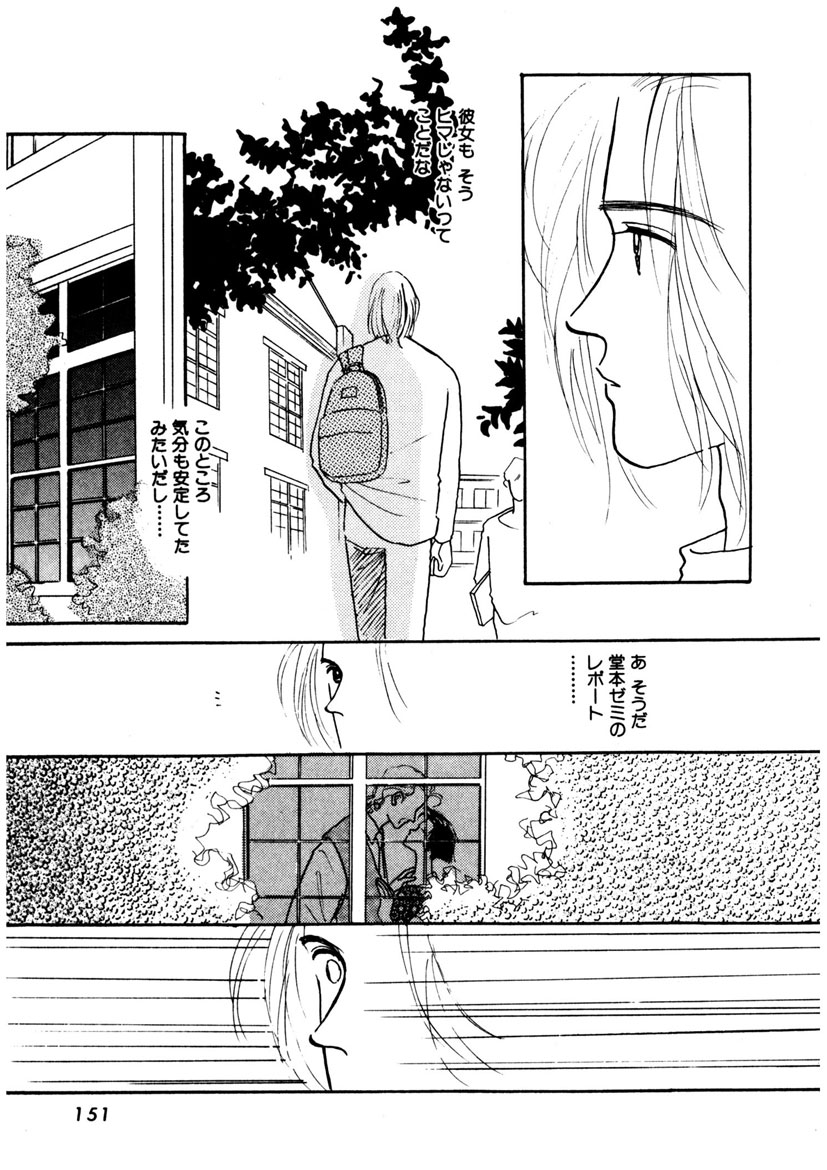 彼女も そう
ヒマじゃないって
ことだな
このところ
気分も安定してた
みたいだし……
あ そうだ
堂本ゼミの
レポート
………
151